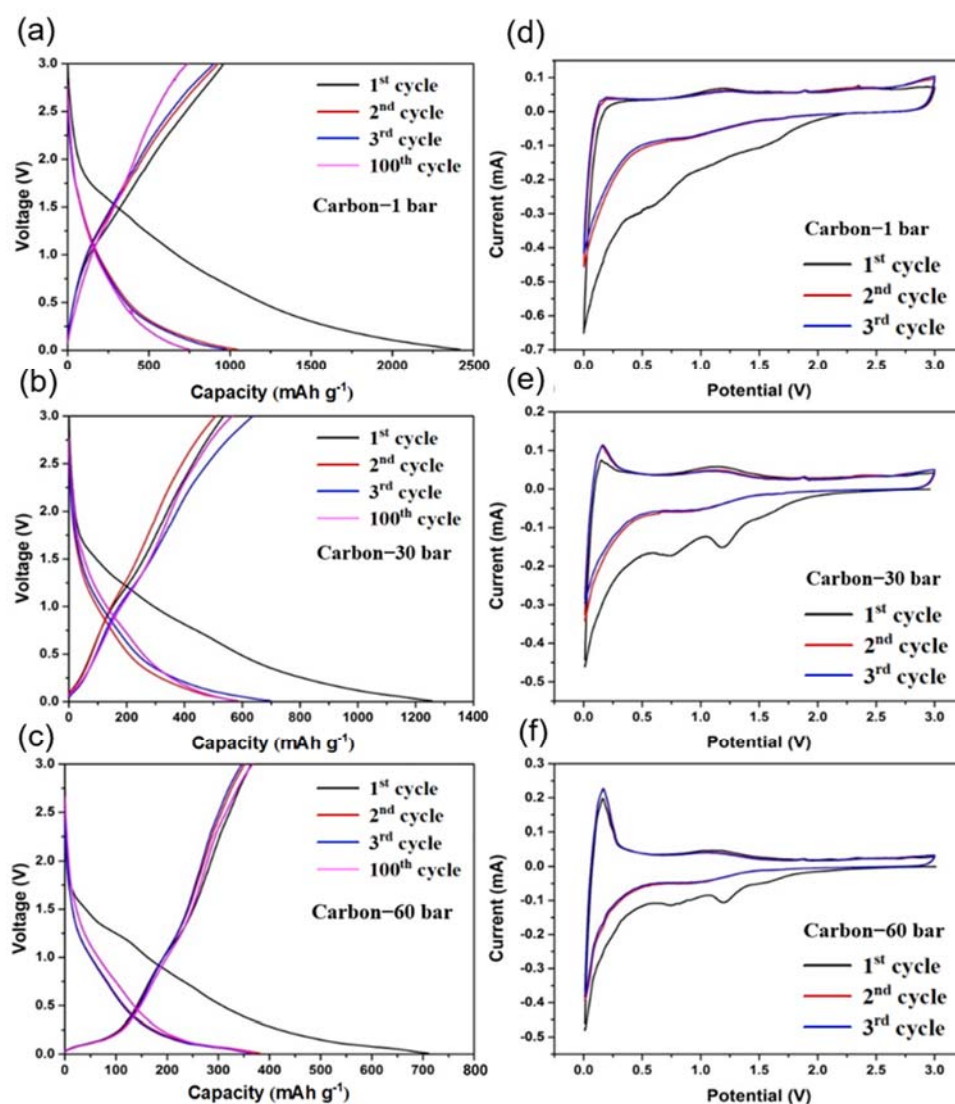 (a)
3.0
2.5
2.0
1.5
1.0
0.5
0.0
Voltage (V)
1st cycle
2nd cycle
3rd cycle
100th cycle
Carbon−1 bar
0 500 1000 1500 2000 2500
Capacity (mAh g-1)
(d)
0.1
0.0
-0.1
-0.2
-0.3
-0.4
-0.5
-0.6
-0.7
Current (mA)
Carbon−1 bar
1st cycle
2nd cycle
3rd cycle
0.0 0.5 1.0 1.5 2.0 2.5 3.0
Potential (V)
(b)
3.0
2.5
2.0
1.5
1.0
0.5
0.0
Voltage (V)
1st cycle
2nd cycle
3rd cycle
100th cycle
Carbon−30 bar
0 200 400 600 800 1000 1200 1400
Capacity (mAh g-1)
(e)
0.2
0.1
0.0
-0.1
-0.2
-0.3
-0.4
-0.5
Current (mA)
Carbon−30 bar
1st cycle
2nd cycle
3rd cycle
0.0 0.5 1.0 1.5 2.0 2.5 3.0
Potential (V)
(c)
3.0
2.5
2.0
1.5
1.0
0.5
0.0
Voltage (V)
1st cycle
2nd cycle
3rd cycle
100th cycle
Carbon−60 bar
0 100 200 300 400 500 600 700 800
Capacity (mAh g-1)
(f)
0.3
0.2
0.1
0.0
-0.1
-0.2
-0.3
-0.4
-0.5
Current (mA)
Carbon−60 bar
1st cycle
2nd cycle
3rd cycle
0.0 0.5 1.0 1.5 2.0 2.5 3.0
Potential (V)